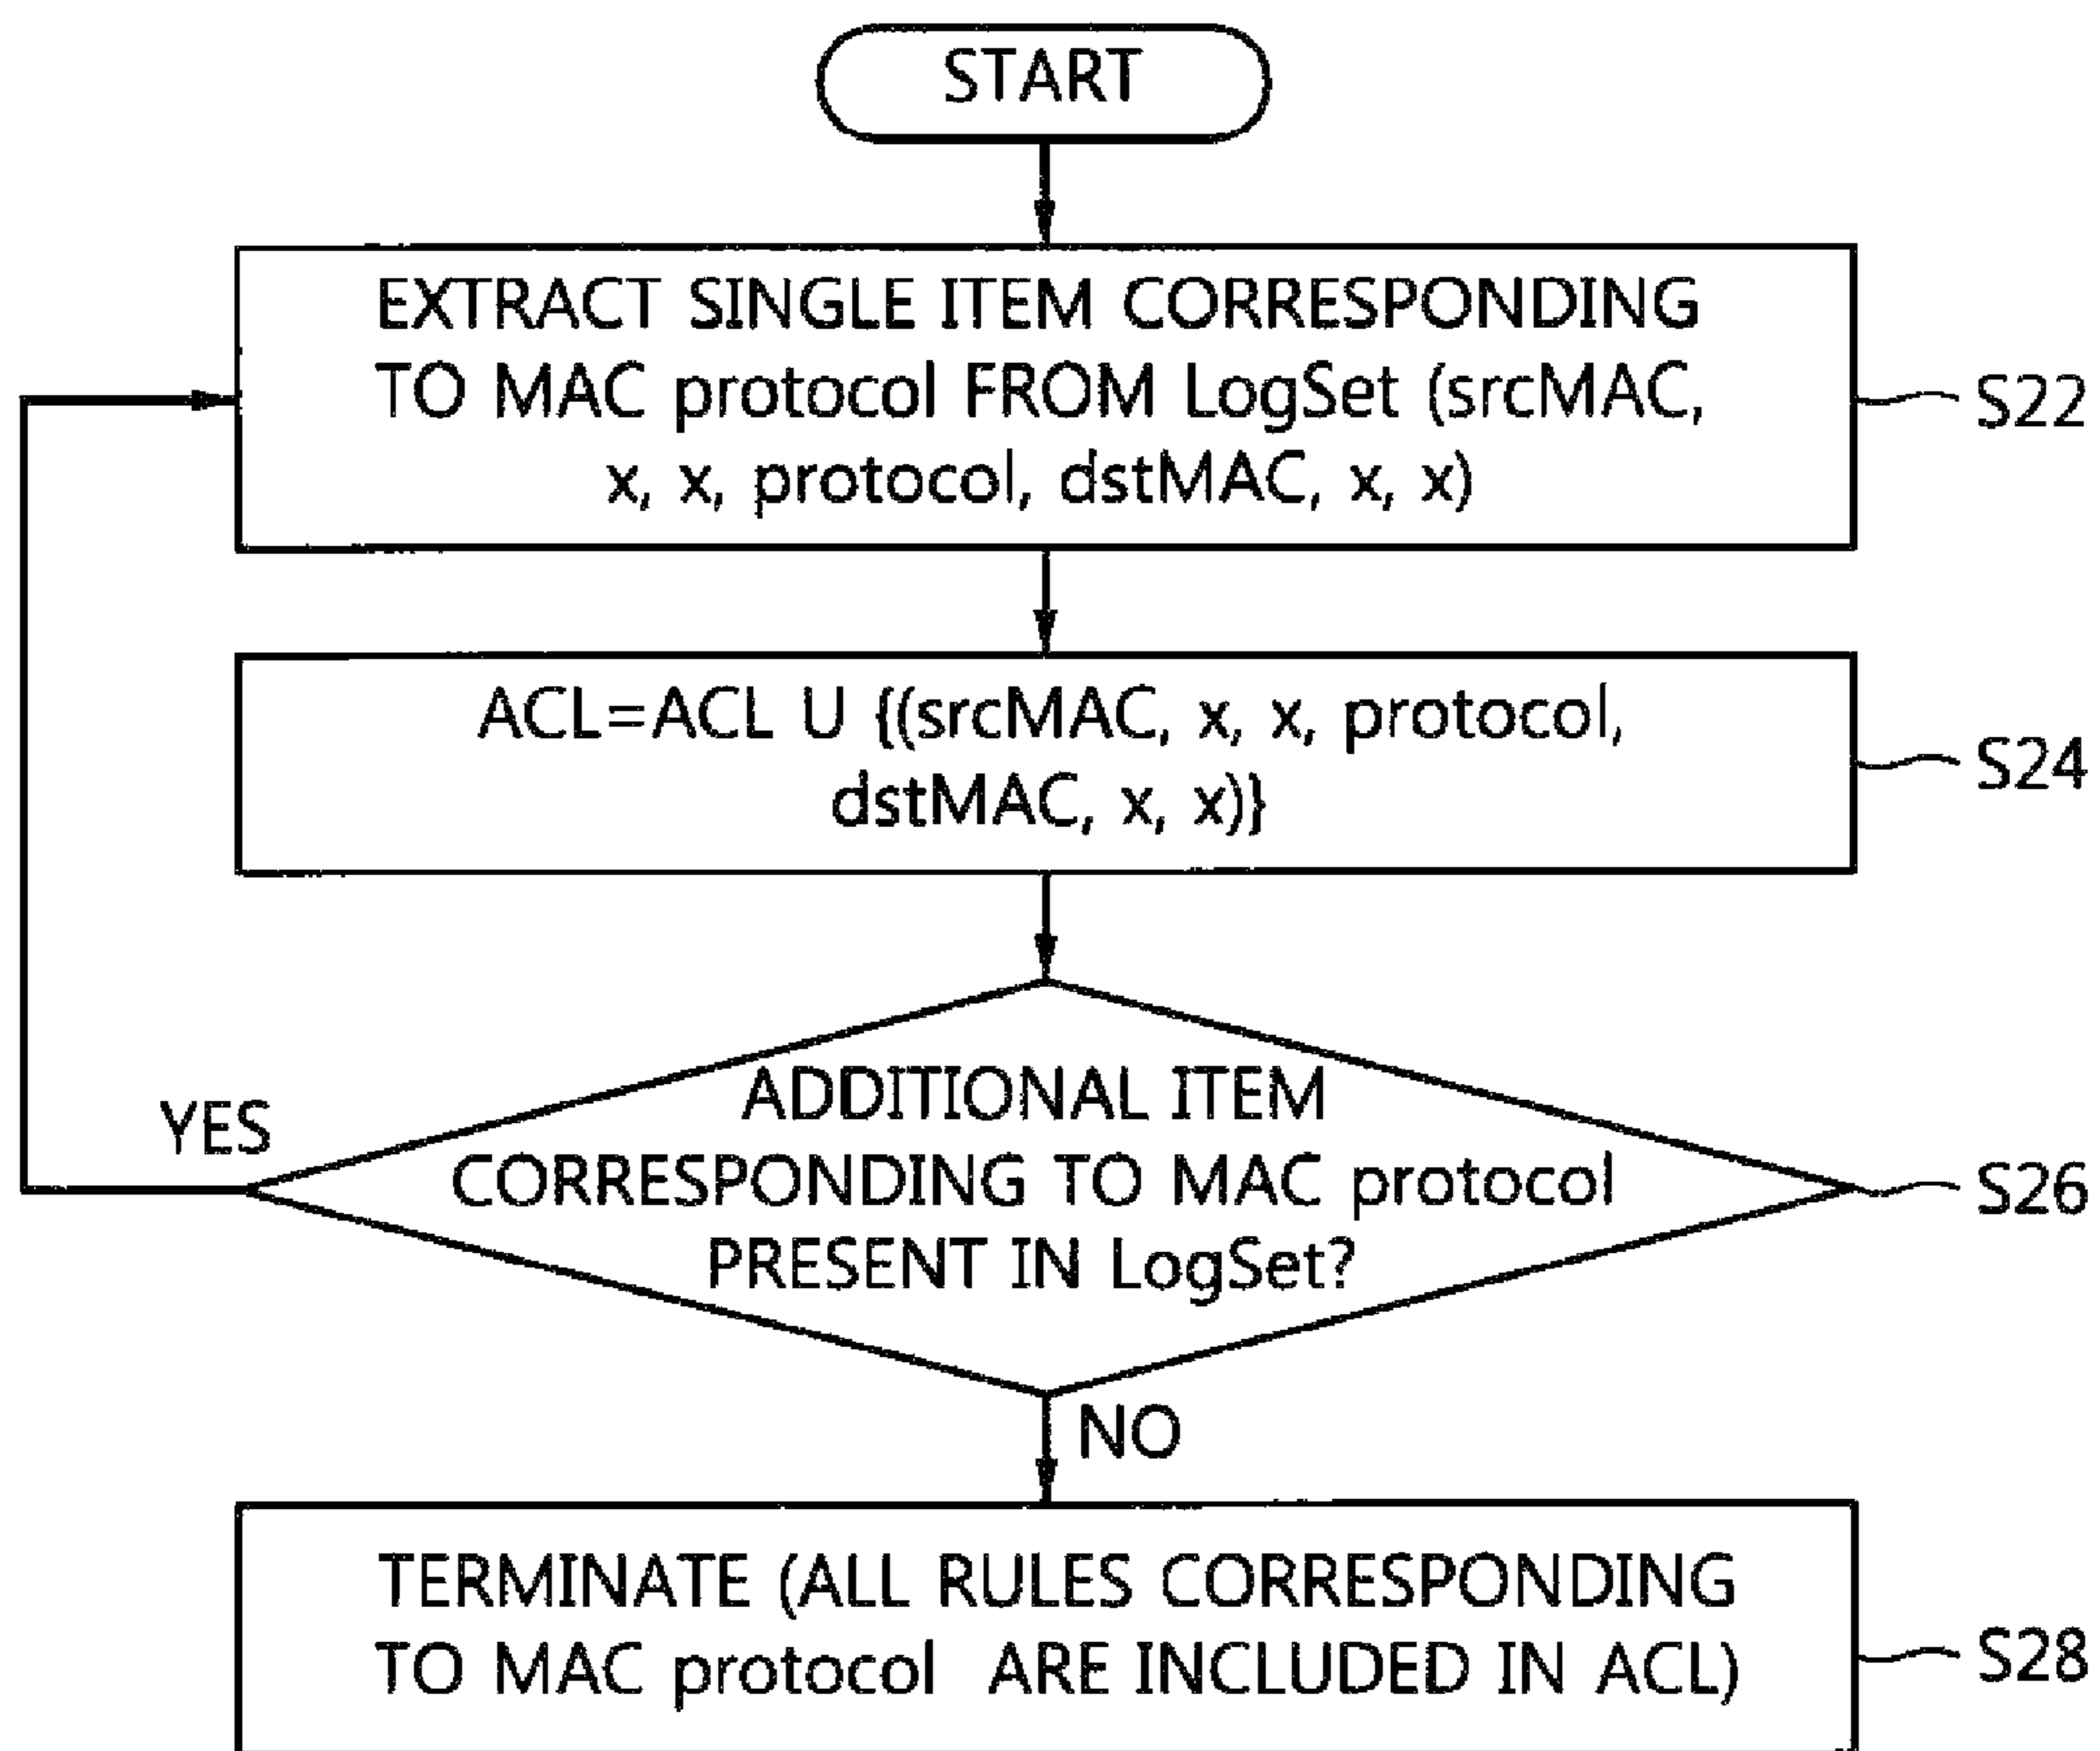 START
EXTRACT SINGLE ITEM CORRESPONDING
TO MAC protocol FROM LogSet (srcMAC,
x, x, protocol, dstMAC, x, x)
S22
ACL=ACL U {(srcMAC, x, x, protocol,
dstMAC, x, x)}
S24
ADDITIONAL ITEM
CORRESPONDING TO MAC protocol
PRESENT IN LogSet?
YES
S26
NO
TERMINATE (ALL RULES CORRESPONDING
TO MAC protocol ARE INCLUDED IN ACL)
S28